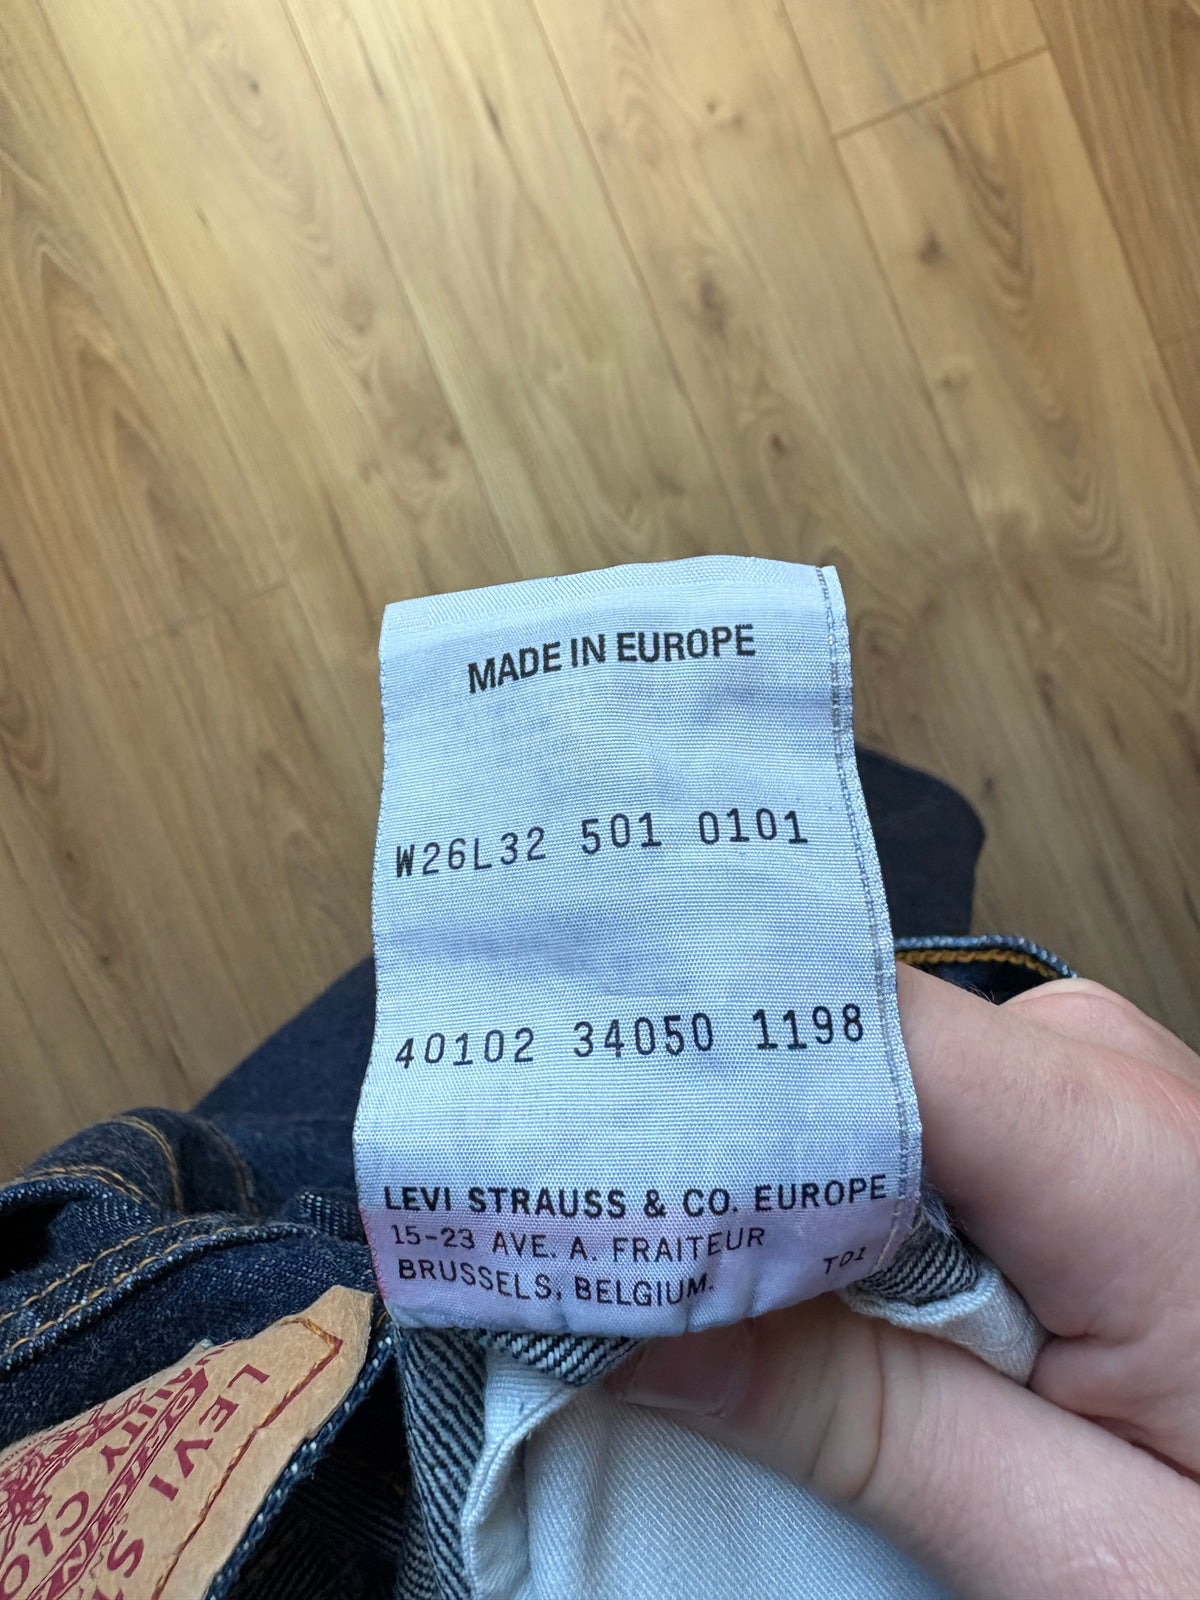 MADE IN EUROPE
W26L32 501 0101
40102 34050 1198
LEVI STRAUSS & CO. EUROPE
15-23 AVE. A. FRAITEUR
BRUSSELS, BELGIUM.
T01
LEVI